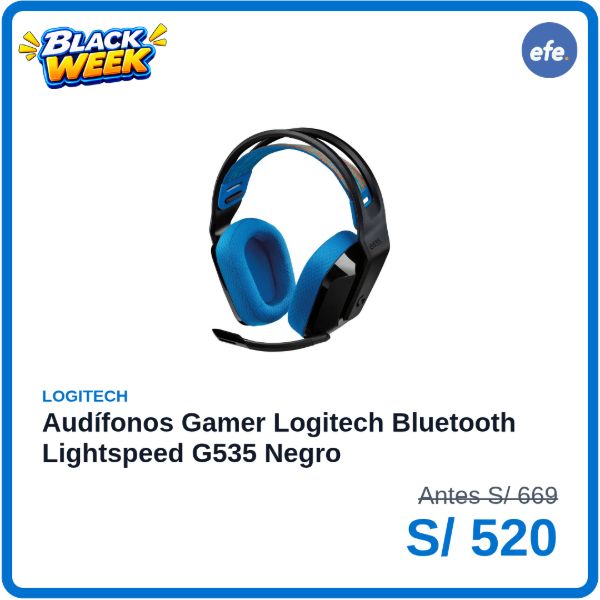 BLACK
WEEK
efe.
LOGITECH
Audífonos Gamer Logitech Bluetooth
Lightspeed G535 Negro
Antes S/ 669
S/ 520